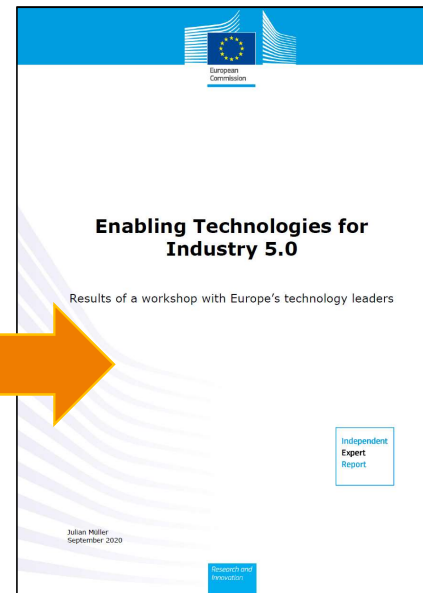 European
Commission
Enabling Technologies for
Industry 5.0
Results of a workshop with Europe's technology leaders
Independent
Expert
Report
Julian Müller
September 2020
Research and
Innovation